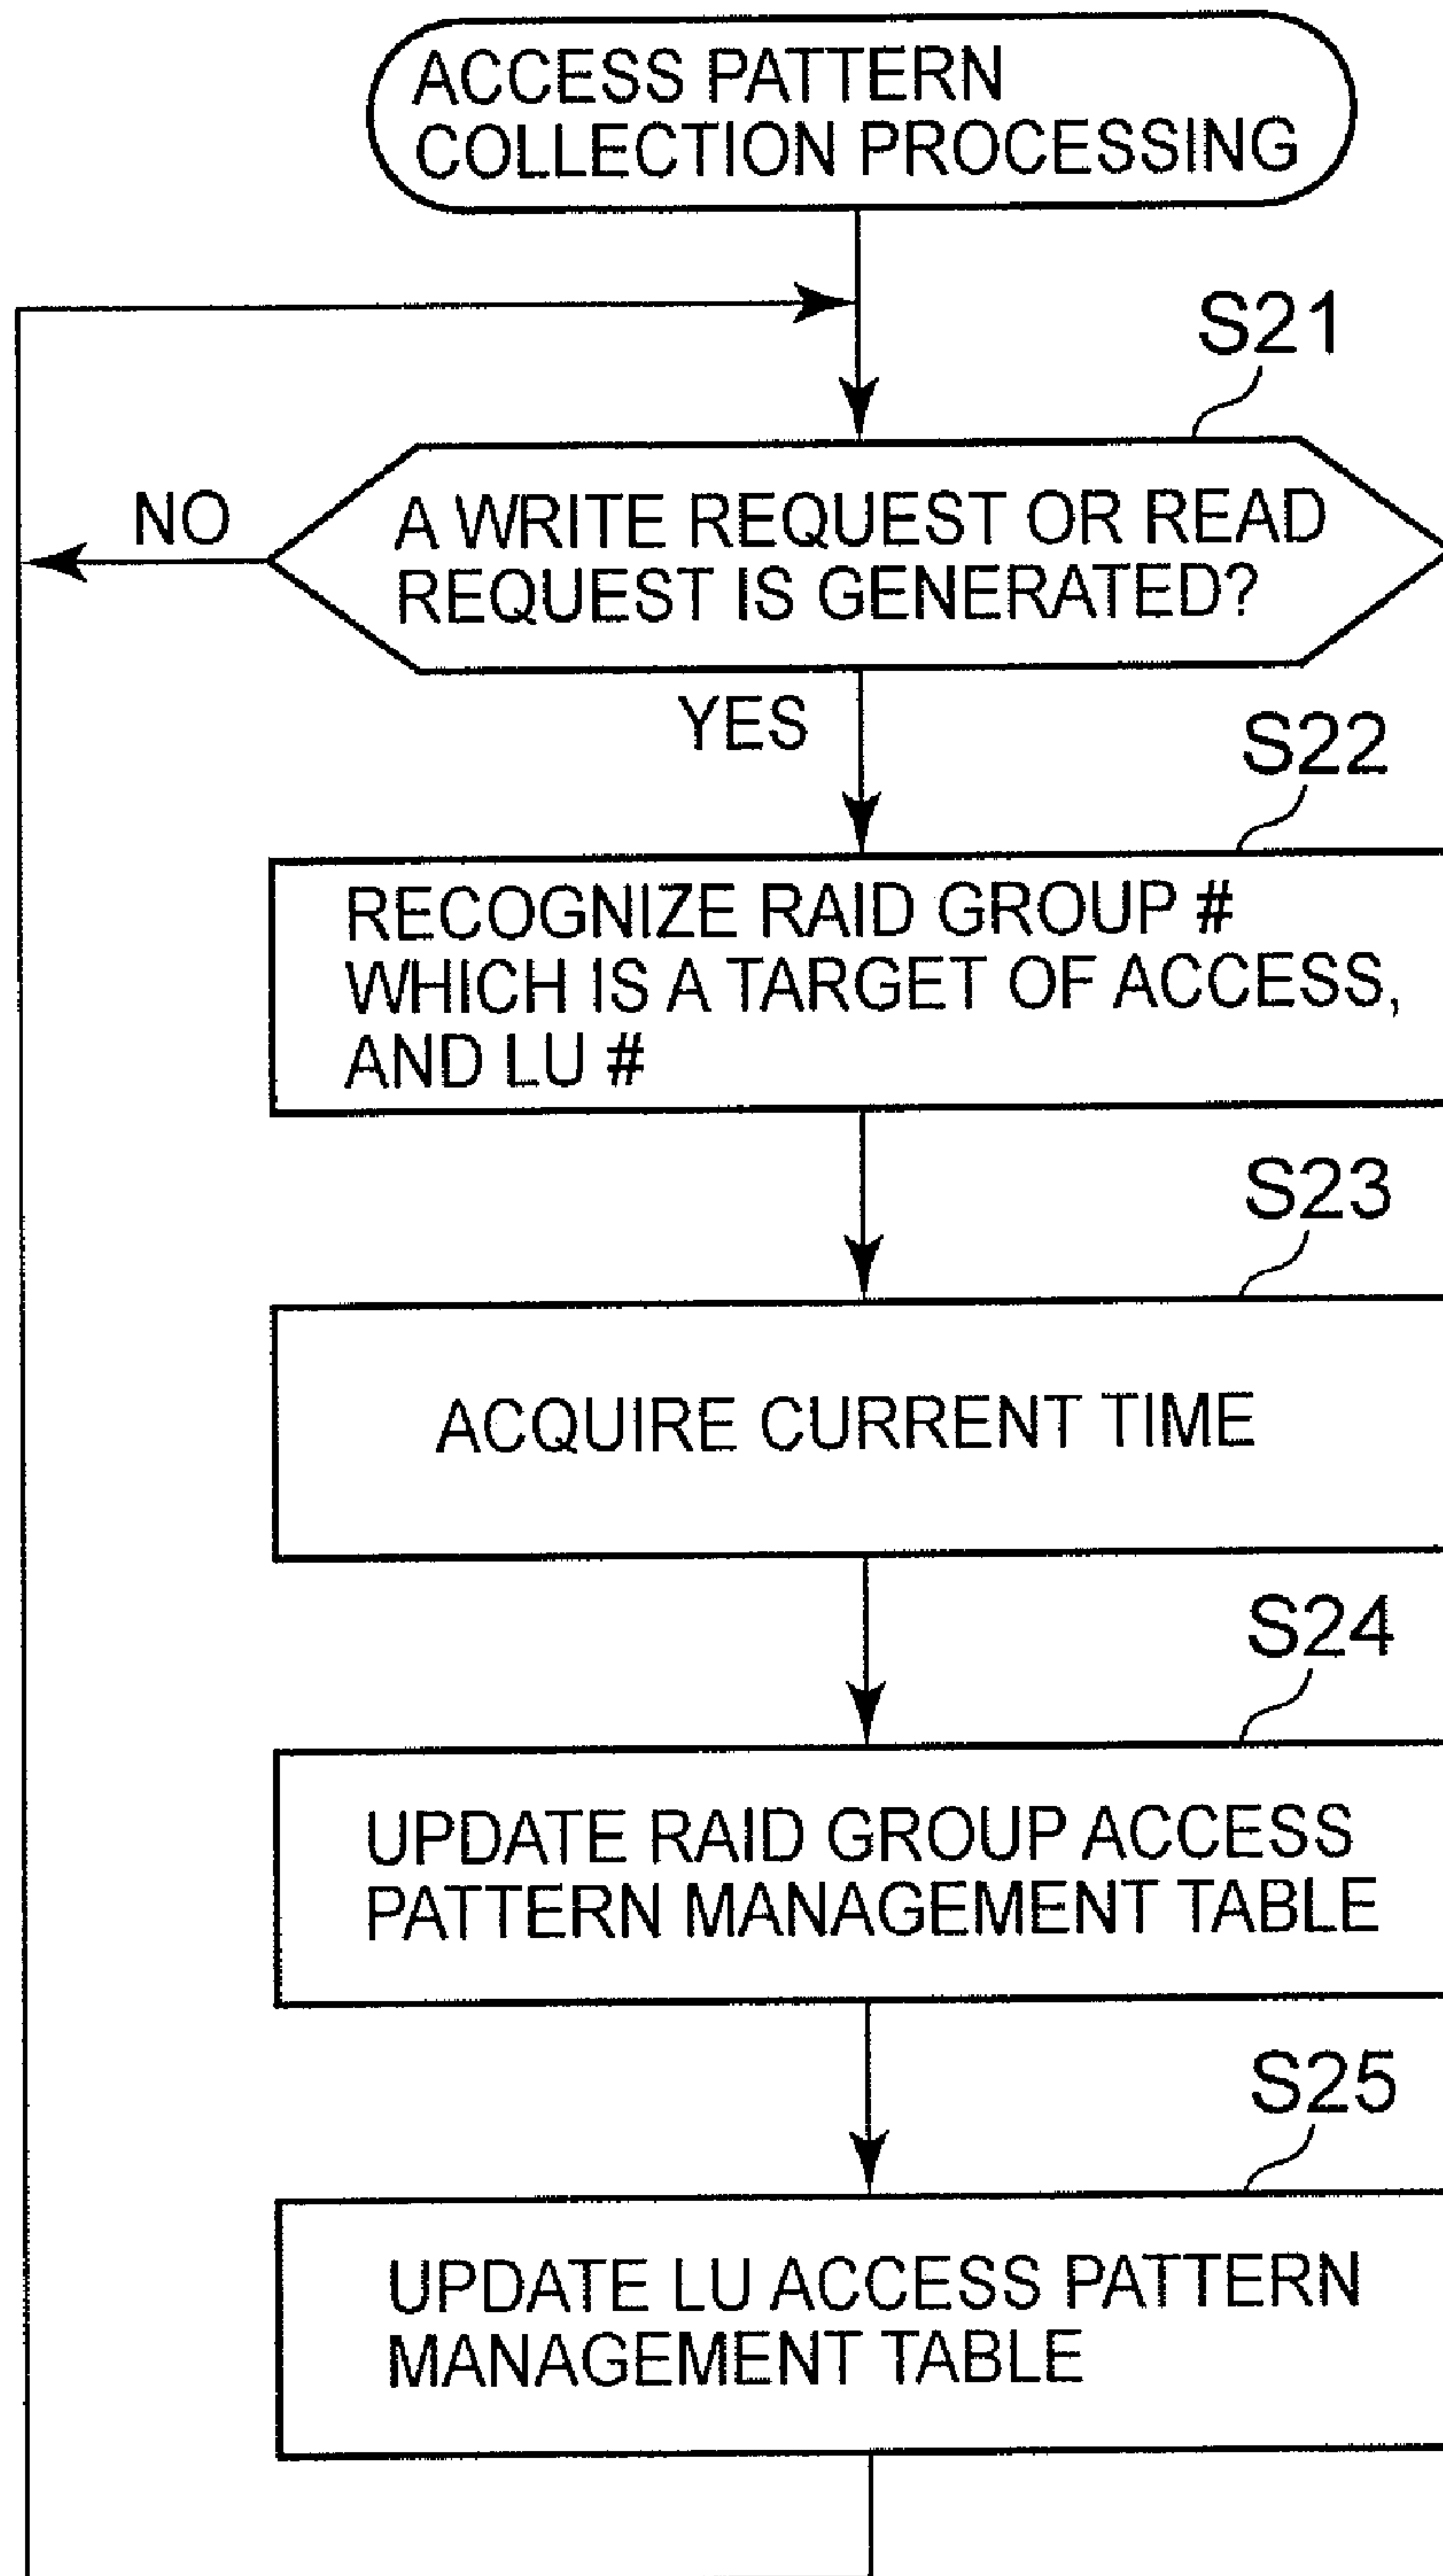 ACCESS PATTERN
COLLECTION PROCESSING
S21
NO
A WRITE REQUEST OR READ
REQUEST IS GENERATED?
YES
S22
RECOGNIZE RAID GROUP #
WHICH IS A TARGET OF ACCESS,
AND LU #
S23
ACQUIRE CURRENT TIME
S24
UPDATE RAID GROUP ACCESS
PATTERN MANAGEMENT TABLE
S25
UPDATE LU ACCESS PATTERN
MANAGEMENT TABLE